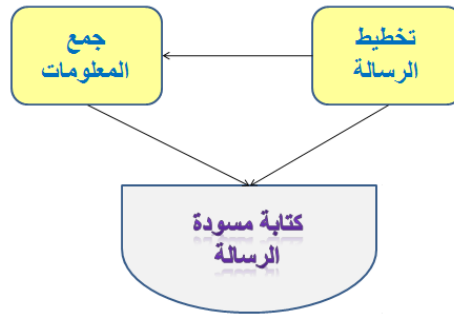 تخطيط
الرسالة
جمع
المعلومات
كتابة مسودة
الرسالة